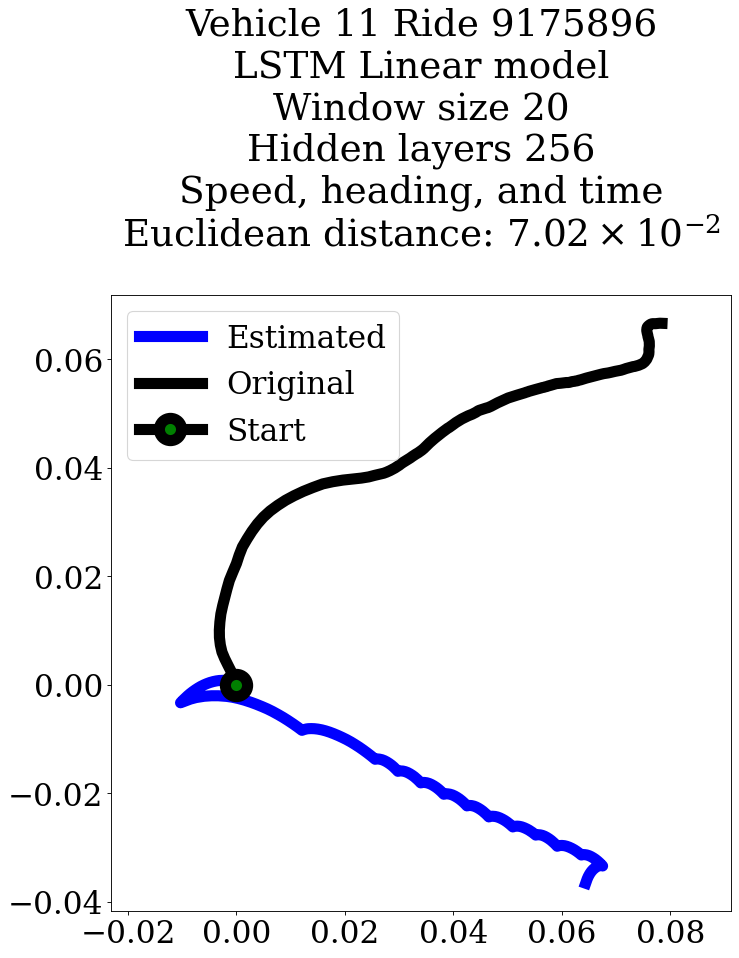 Vehicle 11 Ride 9175896
LSTM Linear model
Window size 20
Hidden layers 256
Speed, heading, and time
Euclidean distance: 7.02 × 10⁻²
Estimated
Original
Start
0.06
0.04
0.02
0.00
−0.02
−0.04
−0.02 0.00 0.02 0.04 0.06 0.08